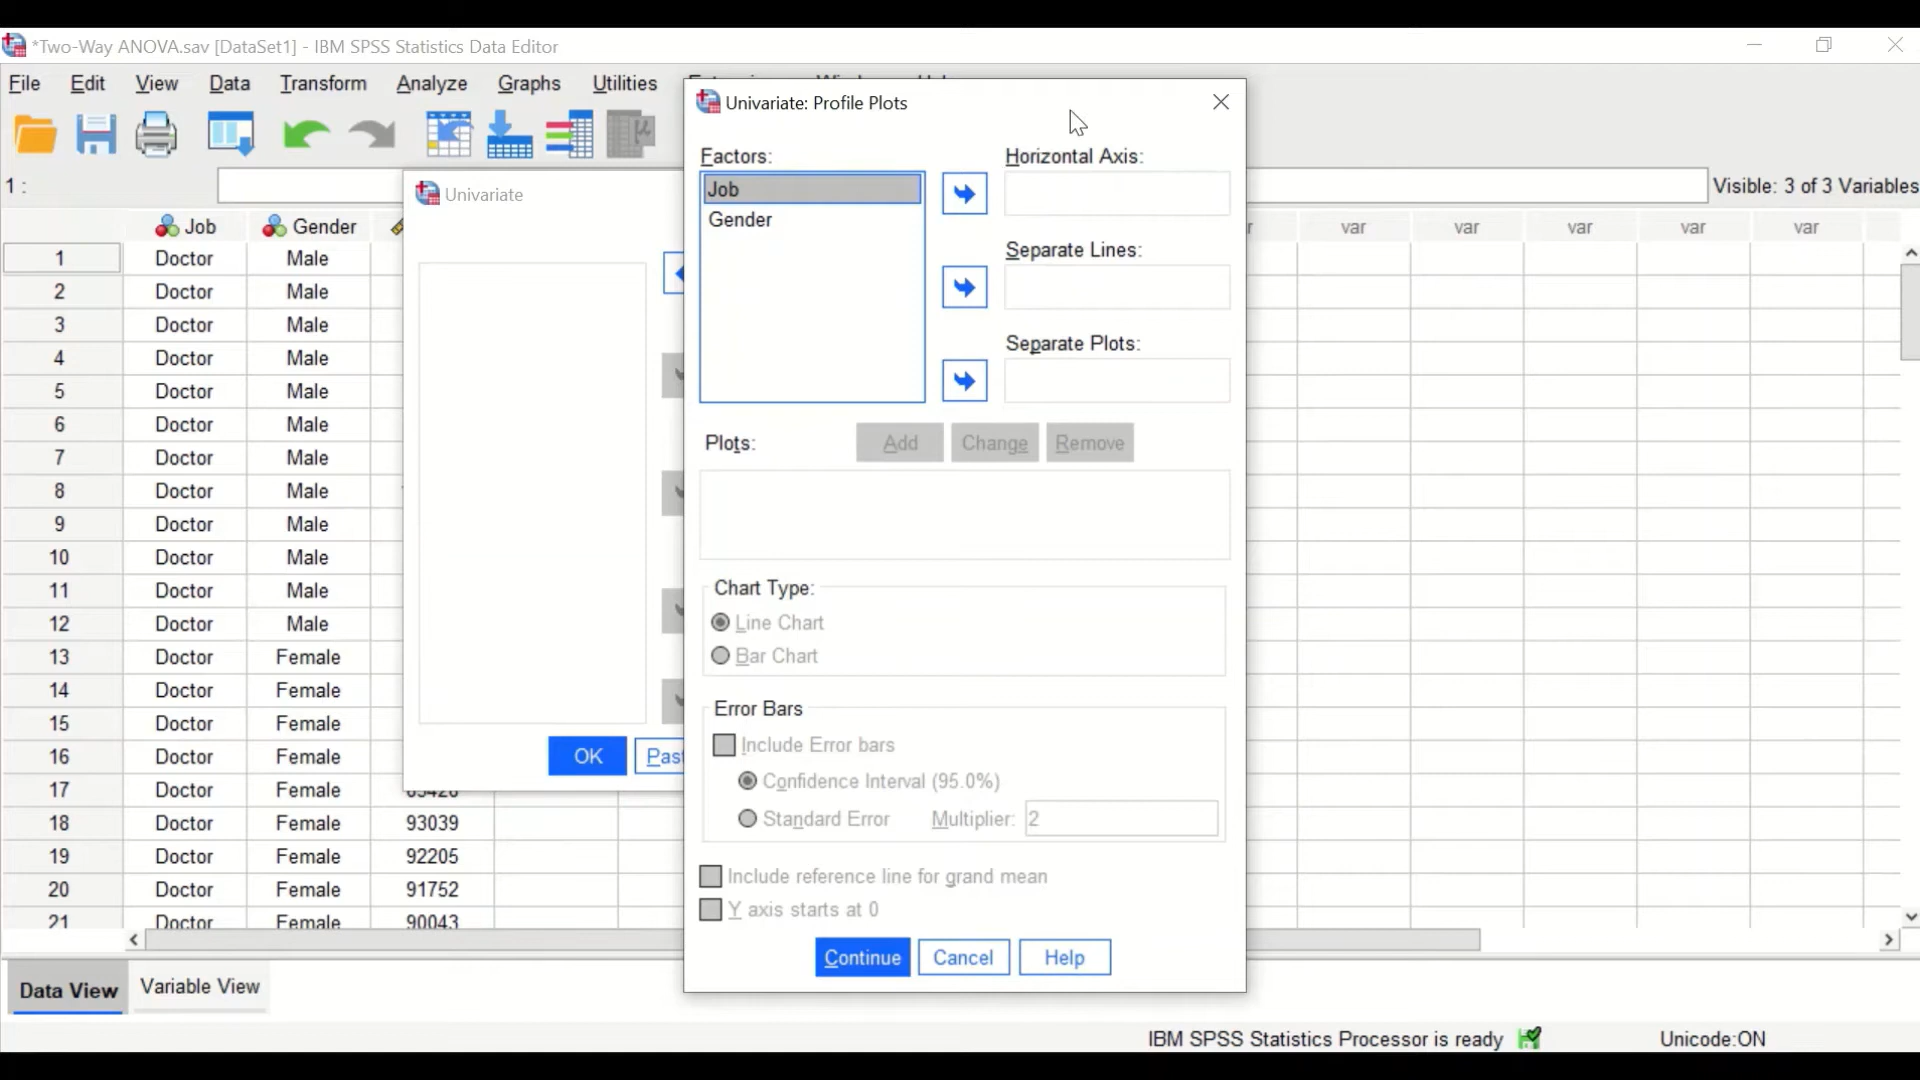 *Two-Way ANOVA.sav [DataSet1] - IBM SPSS Statistics Data Editor
File Edit View Data Transform Analyze Graphs Utilities
Univariate: Profile Plots
Factors:
Job
Gender
Horizontal Axis:
Separate Lines:
Separate Plots:
Plots:
Add Change Remove
Chart Type:
Line Chart
Bar Chart
Error Bars
Include Error bars
Confidence Interval (95.0%)
Standard Error Multiplier: 2
Include reference line for grand mean
Y axis starts at 0
Continue Cancel Help
1 :
Visible: 3 of 3 Variables
Univariate
OK
Job Gender var var var var var
1 Doctor Male
2 Doctor Male
3 Doctor Male
4 Doctor Male
5 Doctor Male
6 Doctor Male
7 Doctor Male
8 Doctor Male
9 Doctor Male
10 Doctor Male
11 Doctor Male
12 Doctor Male
13 Doctor Female
14 Doctor Female
15 Doctor Female
16 Doctor Female
17 Doctor Female
18 Doctor Female 93039
19 Doctor Female 92205
20 Doctor Female 91752
21 Doctor Female 90043
Data View Variable View
IBM SPSS Statistics Processor is ready Unicode:ON